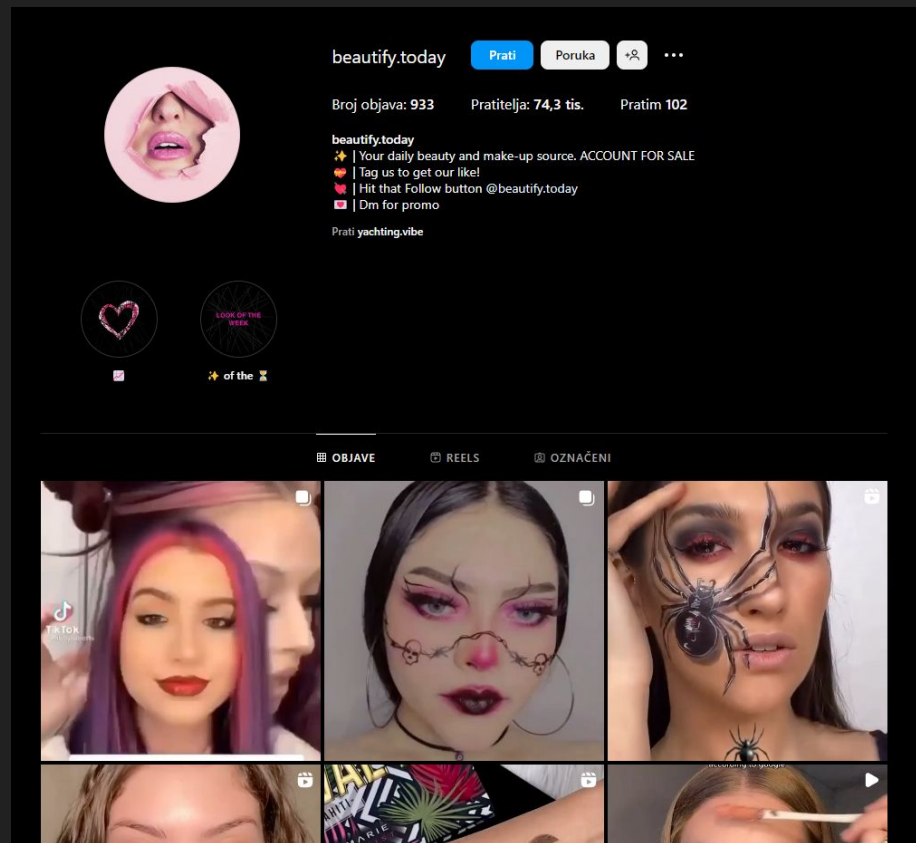 beautify.today Prati Poruka
Broj objava: 933 Pratitelja: 74,3 tis. Pratim 102
beautify.today
✨ | Your daily beauty and make-up source. ACCOUNT FOR SALE
💝 | Tag us to get our like!
💘 | Hit that Follow button @beautify.today
💌 | Dm for promo
Prati yachting.vibe
LOOK OF THE
WEEK
✨ of the ⏳
OBJAVE REELS OZNAČENI
TikTok
MARIE